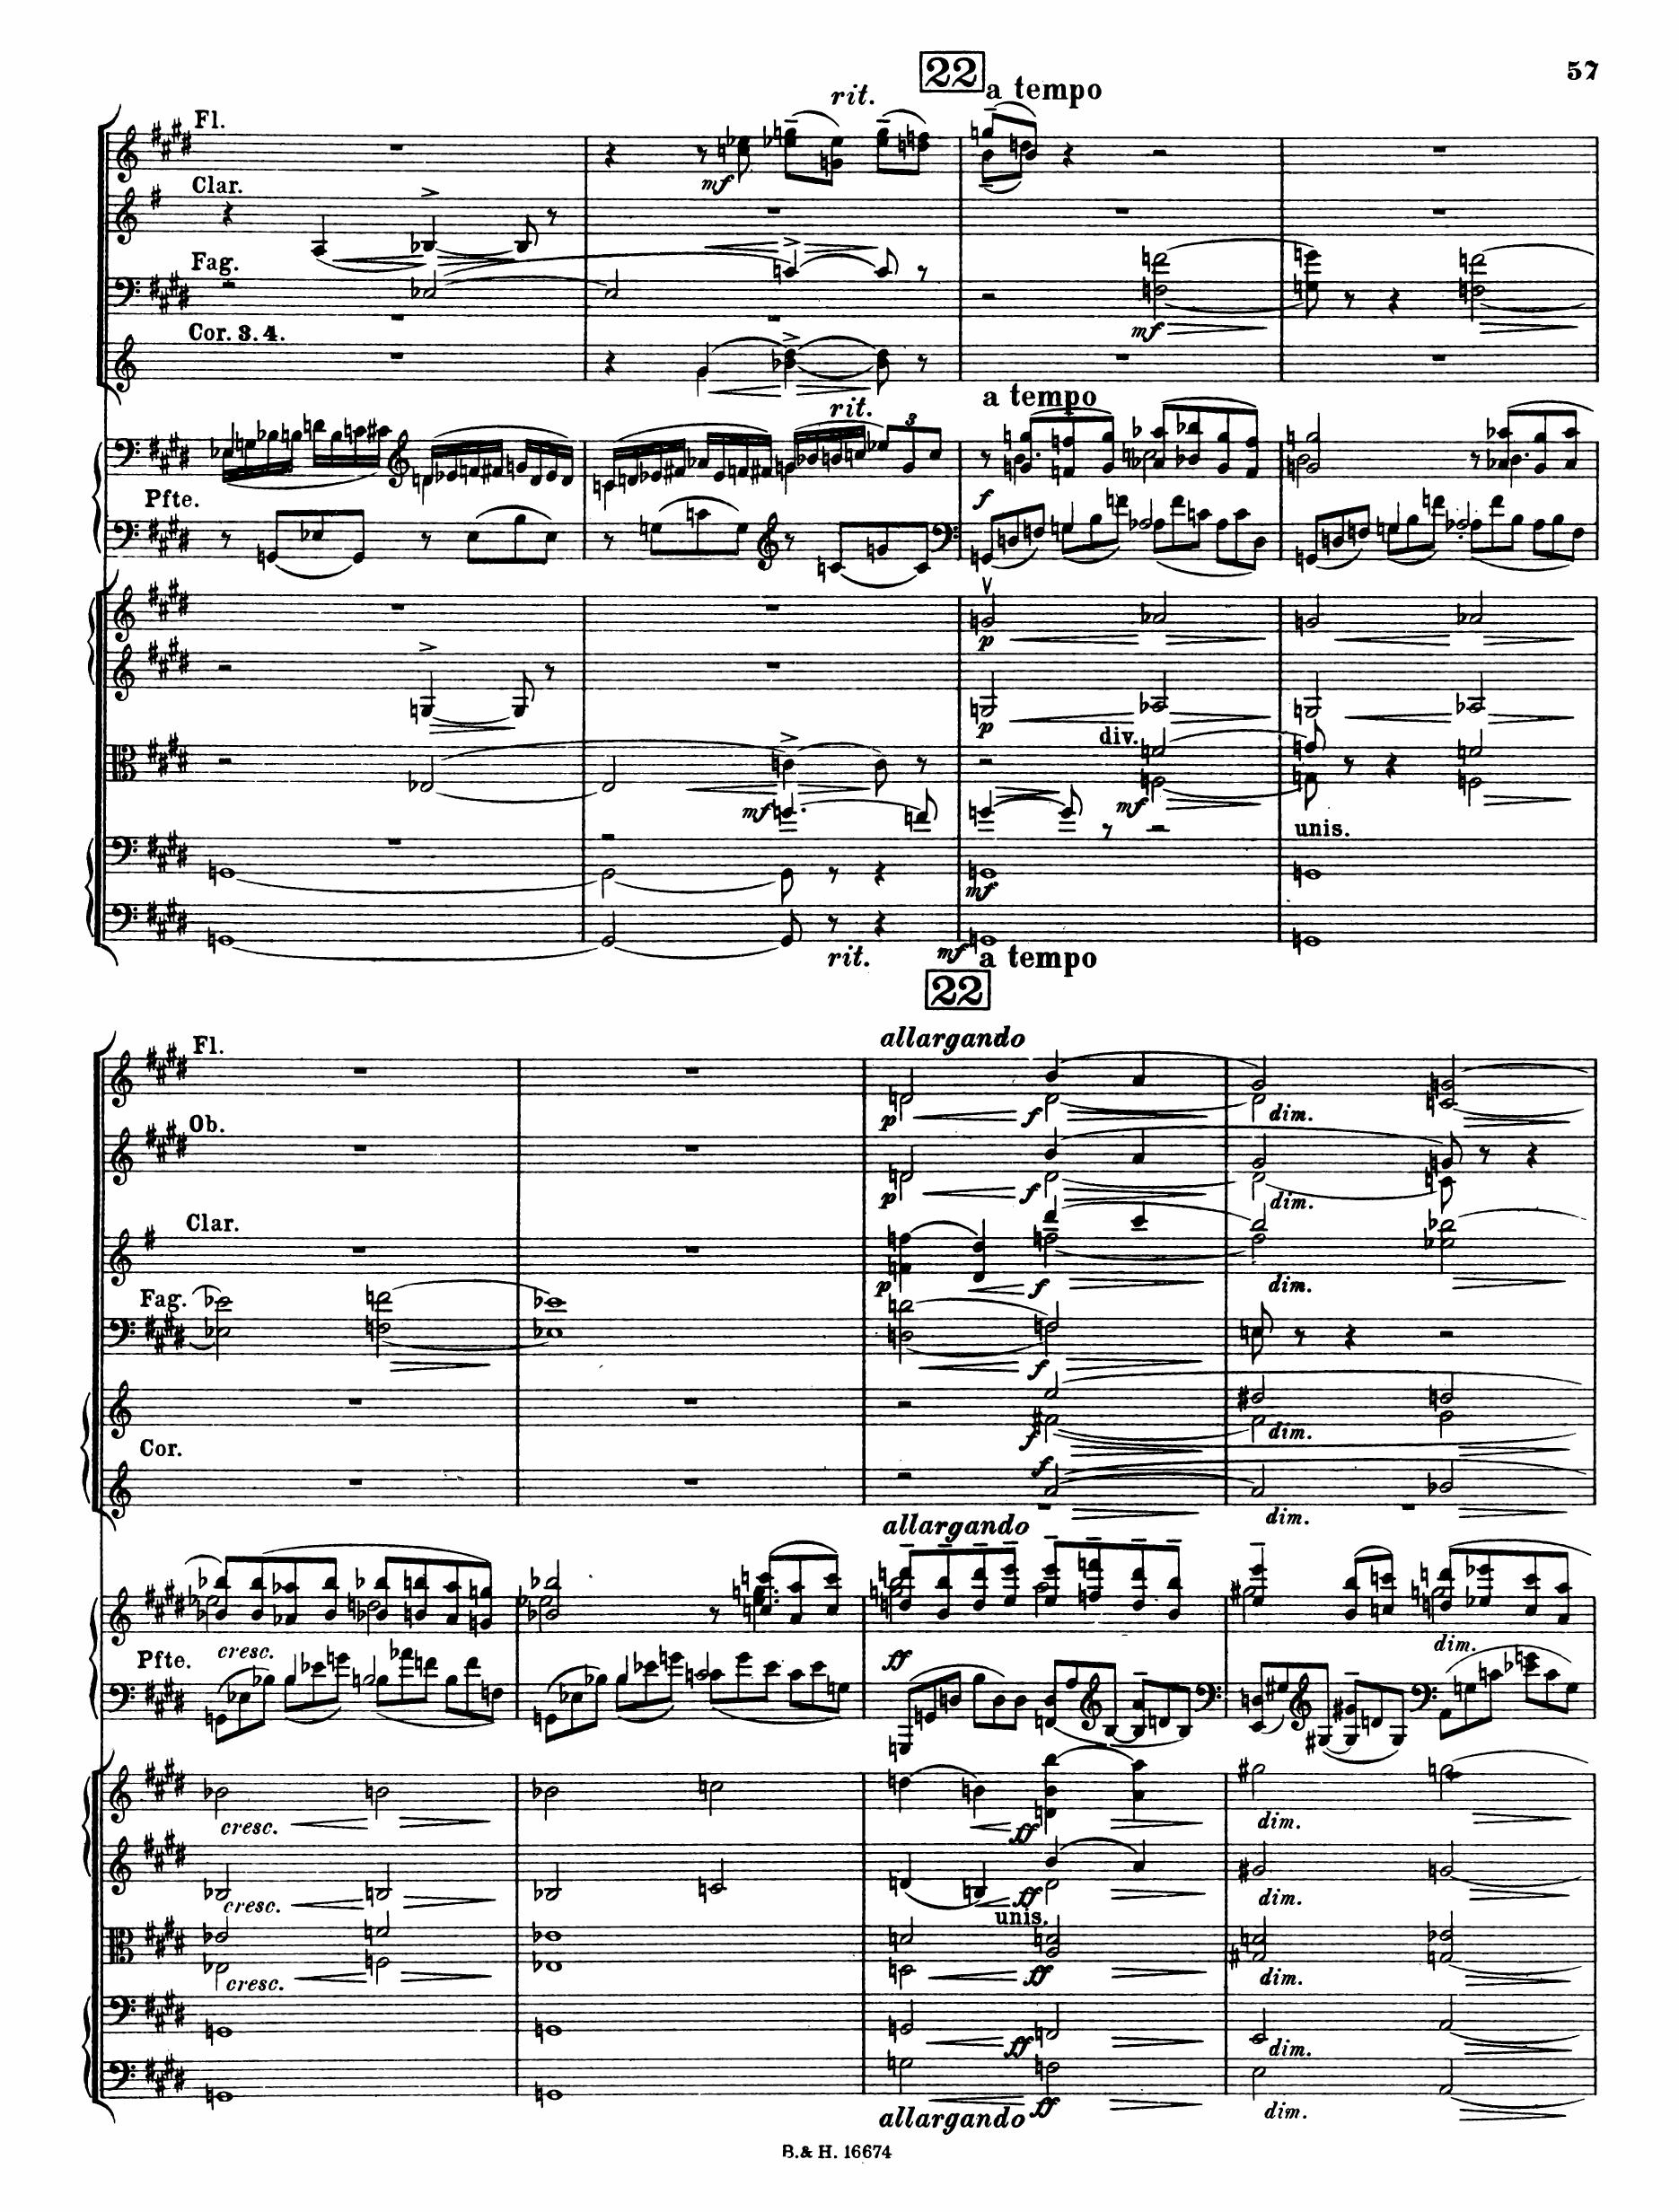 57
22
a tempo
rit.
Fl.
mf
mf
Clar.
Fag.
mf
Cor. 3. 4.
rit.
a tempo
3
Pfte.
f
p
p
div.
mf
mf
unis.
mf
rit.
mf
a tempo
22
allargando
Fl.
p
f
dim.
Ob.
p
f
dim.
Clar.
p
f
dim.
Fag.
f
f
dim.
Cor.
f
dim.
allargando
cresc.
dim.
Pfte.
ff
cresc.
ff
dim.
cresc.
ff
dim.
unis.
cresc.
ff
dim.
ff
dim.
ff
dim.
allargando
B.& H. 16674